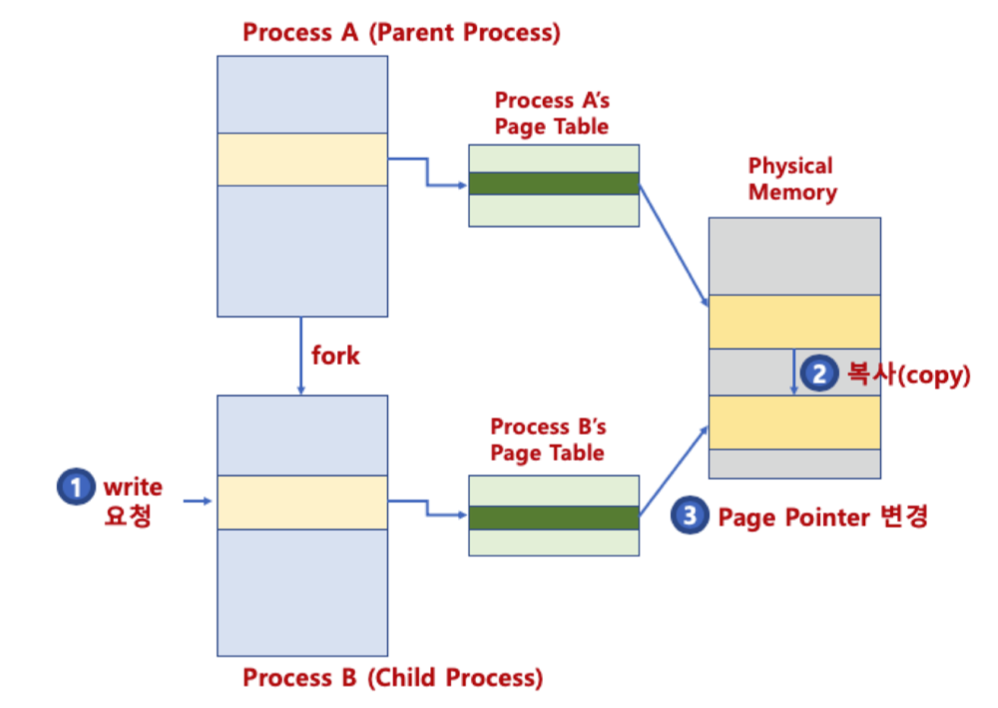 Process A (Parent Process)
Process A's
Page Table
Physical
Memory
fork
2 복사(copy)
Process B's
Page Table
1 write
요청
3 Page Pointer 변경
Process B (Child Process)